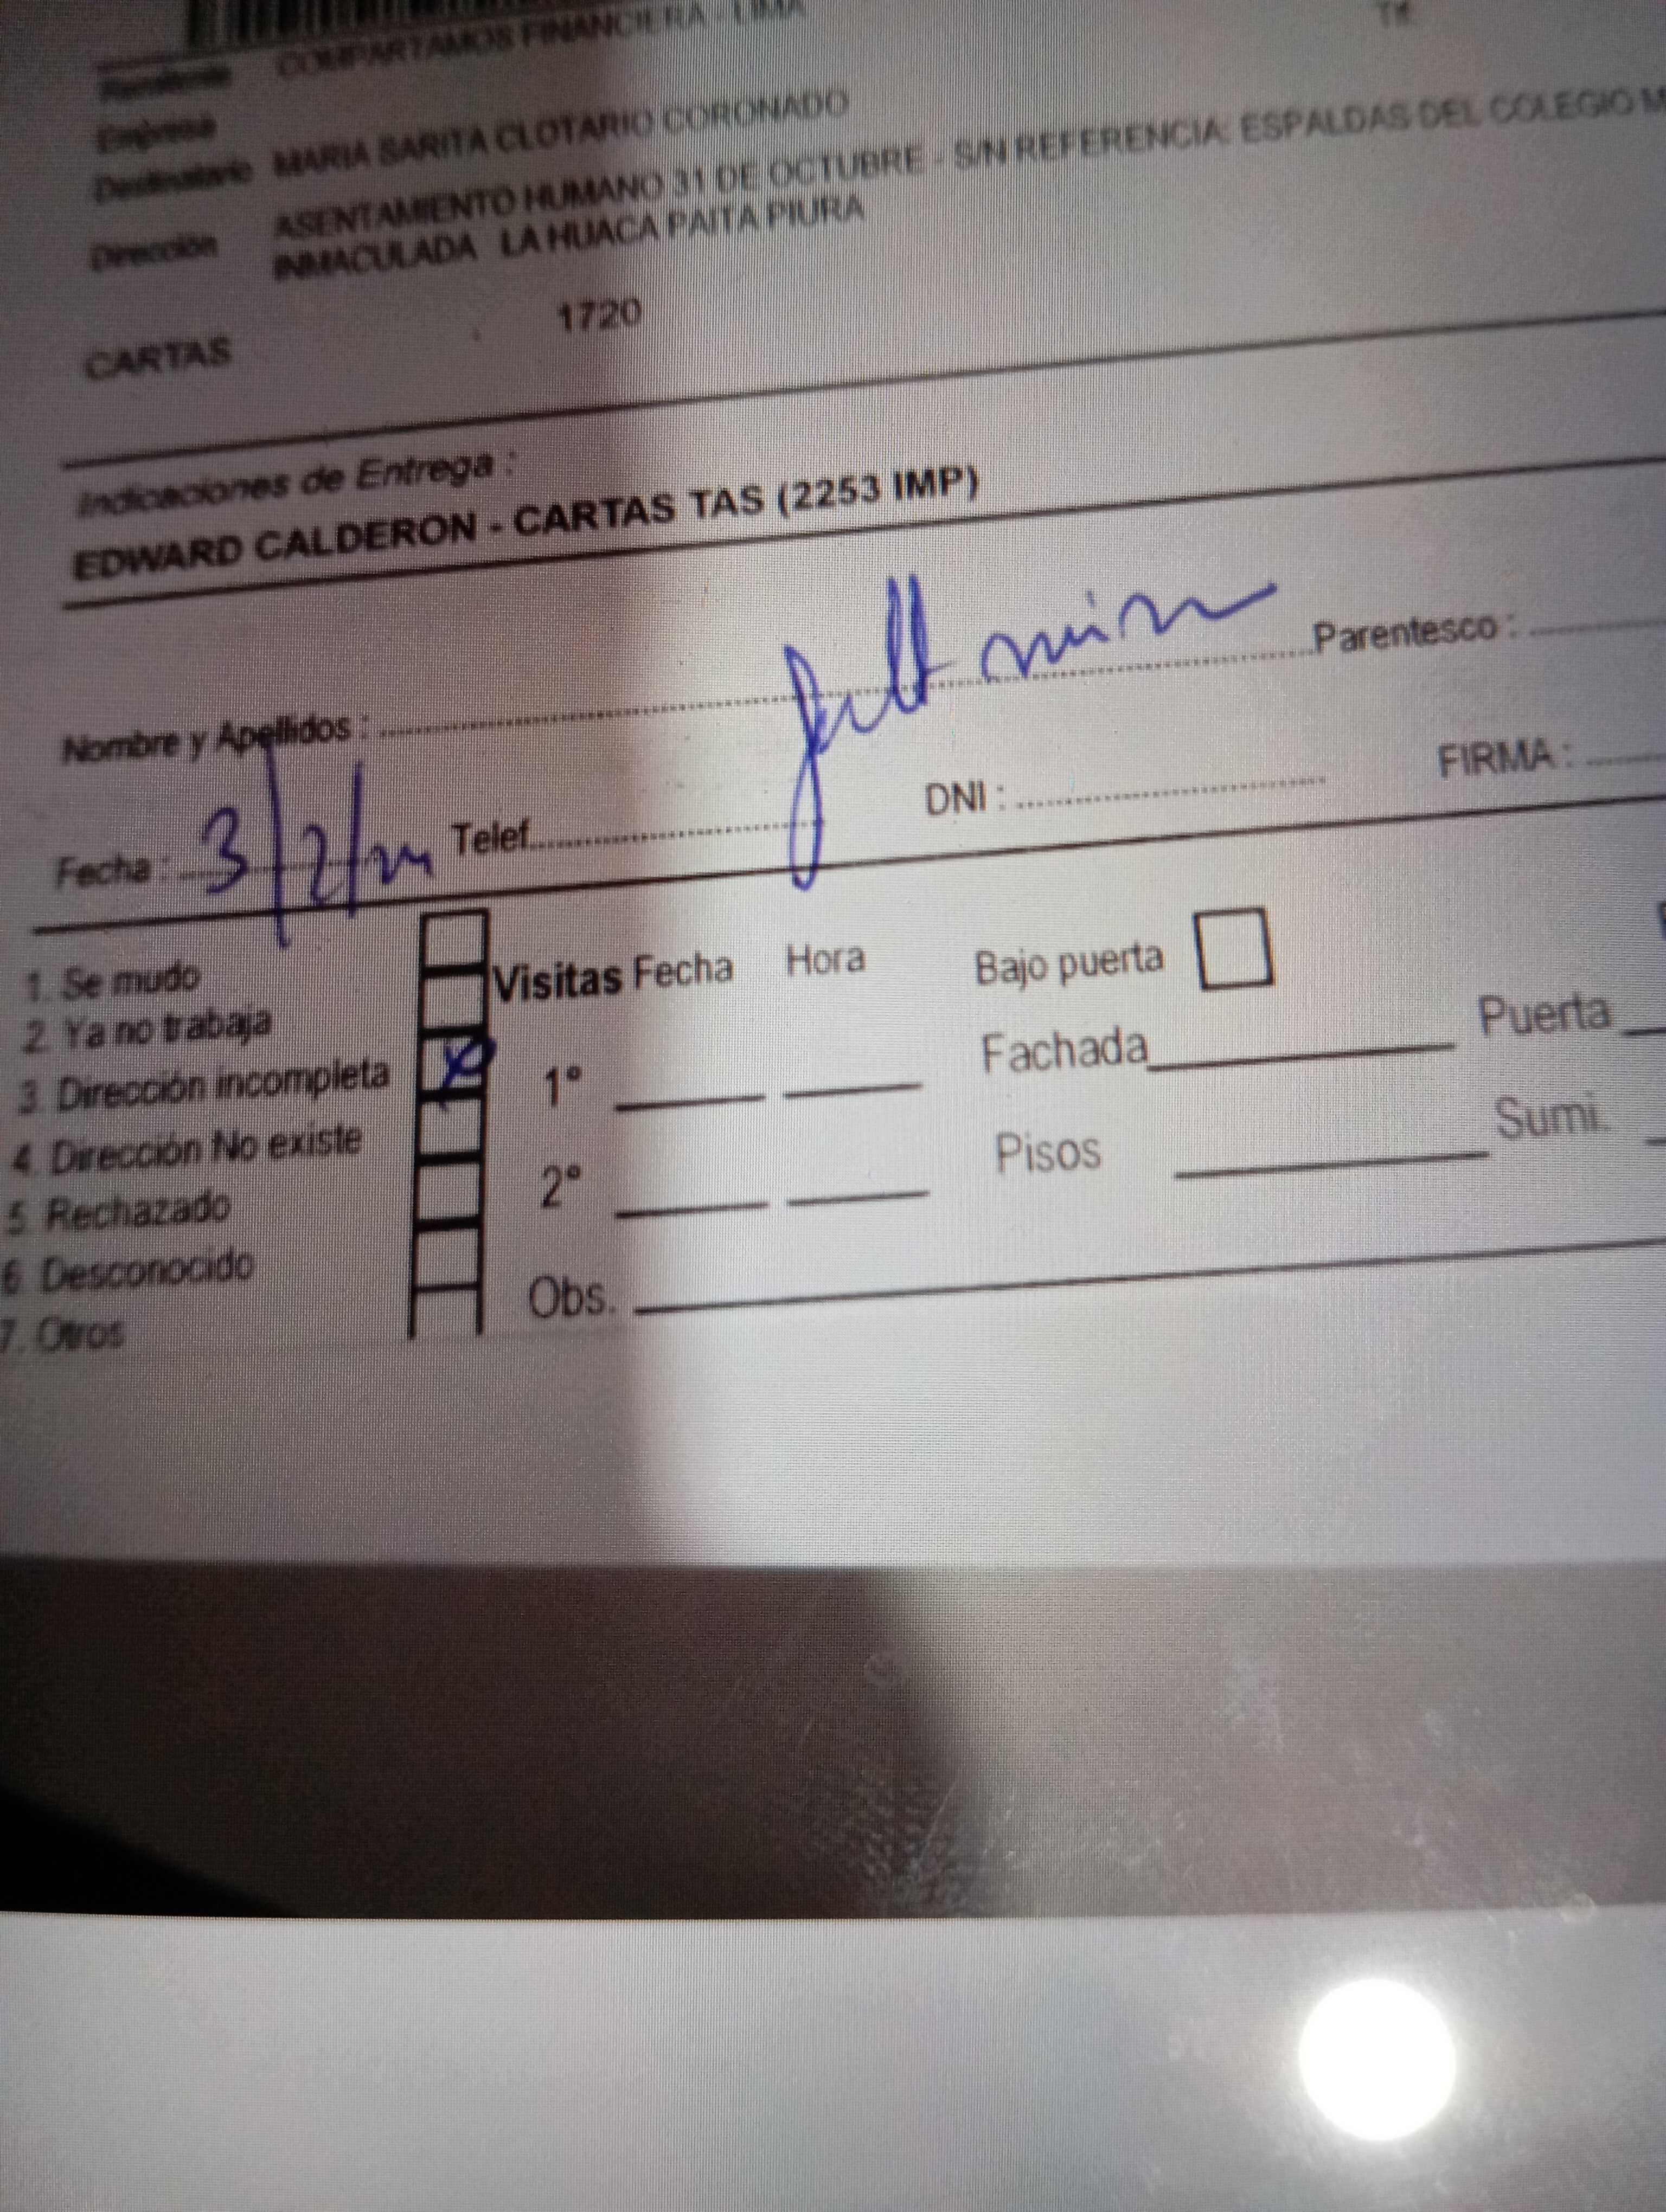 COMPARTAMOS FINANCIERA - LIMA
Remitente
Tlf.
Empresa
Destinatario MARIA SARITA CLOTARIO CORONADO
Dirección ASENTAMIENTO HUMANO 31 DE OCTUBRE - S/N REFERENCIA: ESPALDAS DEL COLEGIO M
INMACULADA LA HUACA PAITA PIURA
CARTAS 1720
Indicaciones de Entrega :
EDWARD CALDERON - CARTAS TAS (2253 IMP)
Nombre y Apellidos : Parentesco :
Fecha : 3/2/ Telef. DNI : FIRMA :
1. Se mudo
2. Ya no trabaja
3. Dirección incompleta X
4. Dirección No existe
5. Rechazado
6. Desconocido
7. Otros
Visitas Fecha Hora
1°
2°
Obs.
Bajo puerta
Fachada Puerta
Pisos Sumi.